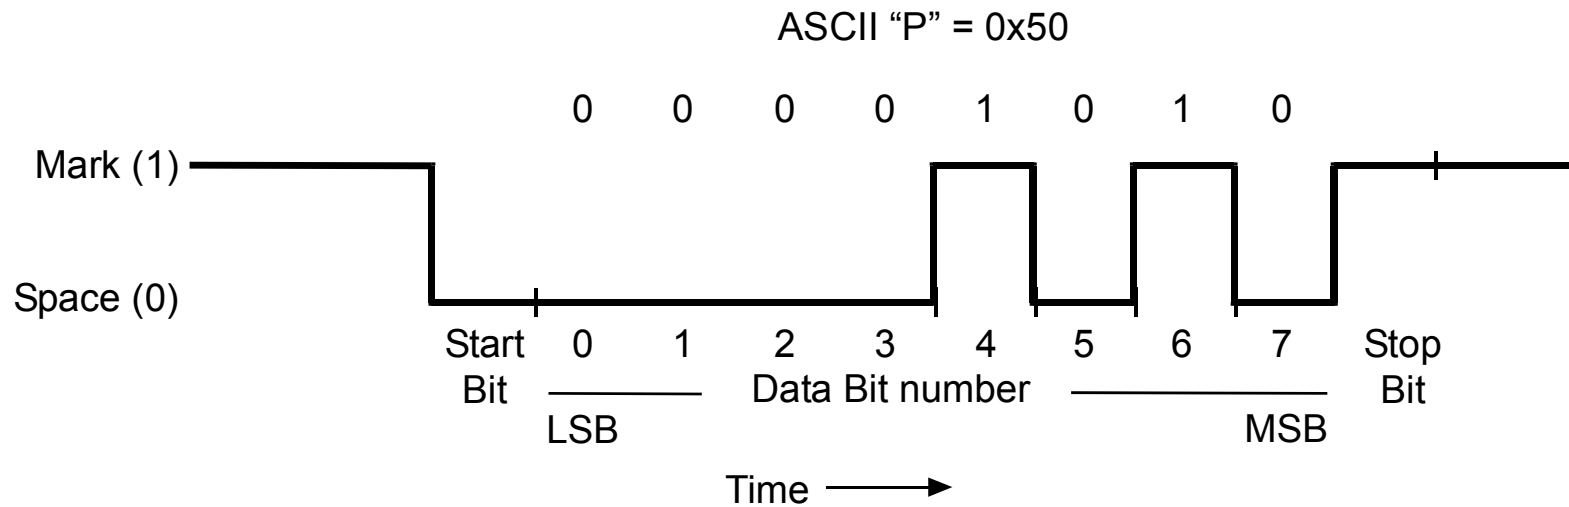 ASCII “P” = 0x50
0 0 0 0 1 0 1 0
Mark (1)
Space (0)
Start 0 1 2 3 4 5 6 7 Stop
Bit Data Bit number Bit
LSB MSB
Time